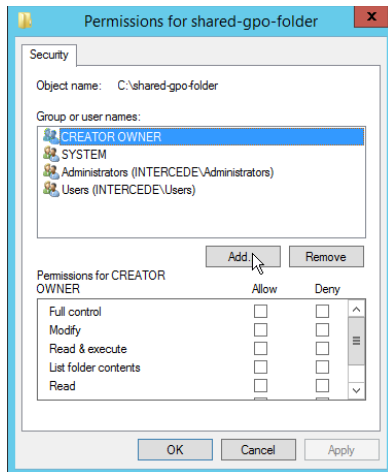 Permissions for shared-gpo-folder
x
Security
Object name: C:\shared-gpo-folder
Group or user names:
CREATOR OWNER
SYSTEM
Administrators (INTERCEDE\Administrators)
Users (INTERCEDE\Users)
Add... Remove
Permissions for CREATOR
OWNER Allow Deny
Full control
Modify
Read & execute
List folder contents
Read
OK Cancel Apply